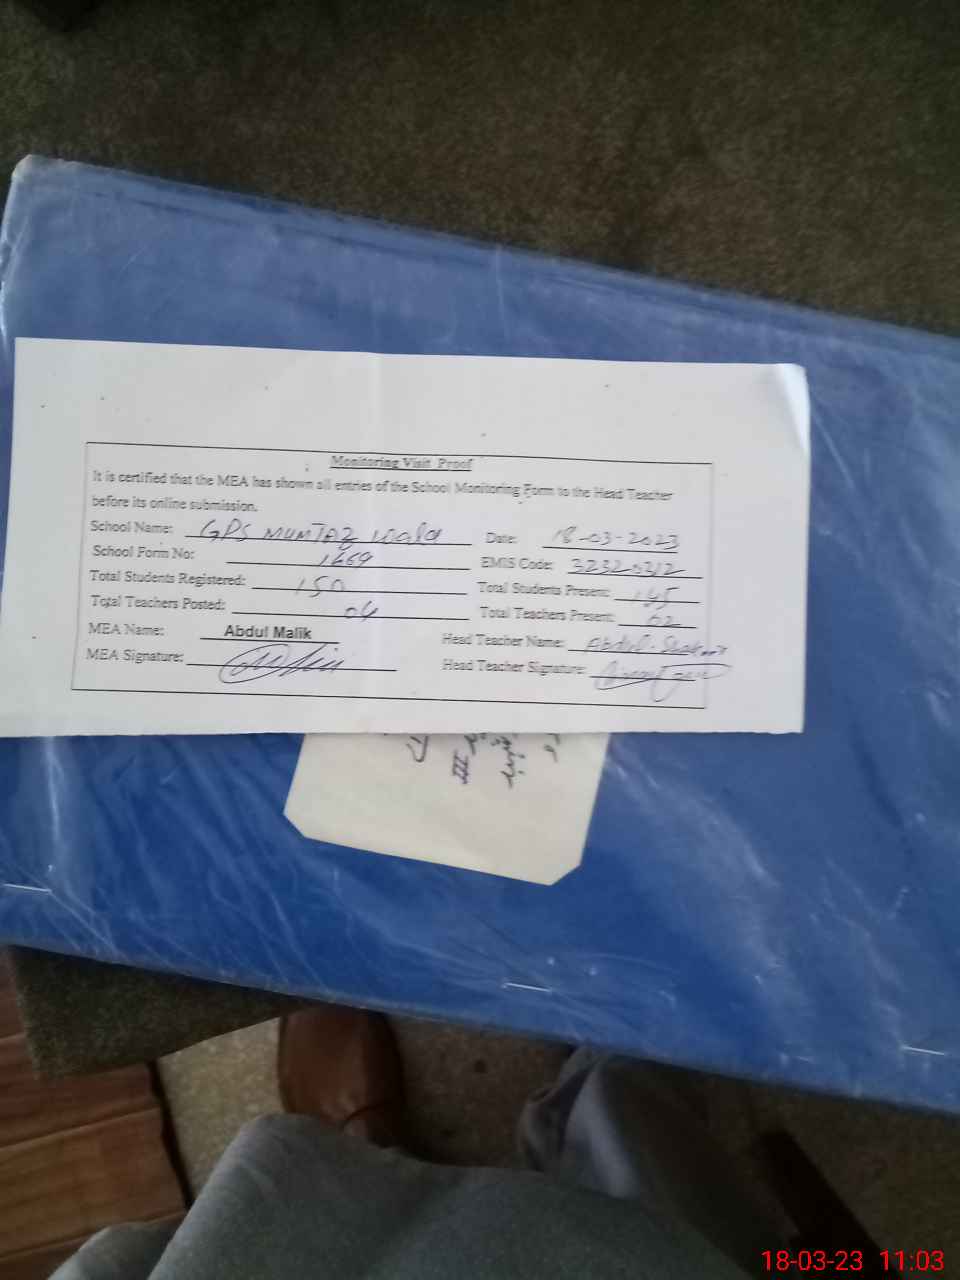 Monitoring Visit Proof
It is certified that the MEA has shown all entries of the School Monitoring Form to the Head Teacher
before its online submission.
School Name: GPS MUMTAZ wala Date: 18-03-2023
School Form No: 1669 EMIS Code: 32320212
Total Students Registered: 150 Total Students Present: 145
Total Teachers Posted: 04 Total Teachers Present: 02
MEA Name: Abdul Malik Head Teacher Name: Abdul-
MEA Signature: Head Teacher Signature:
III
18-03-23 11:03